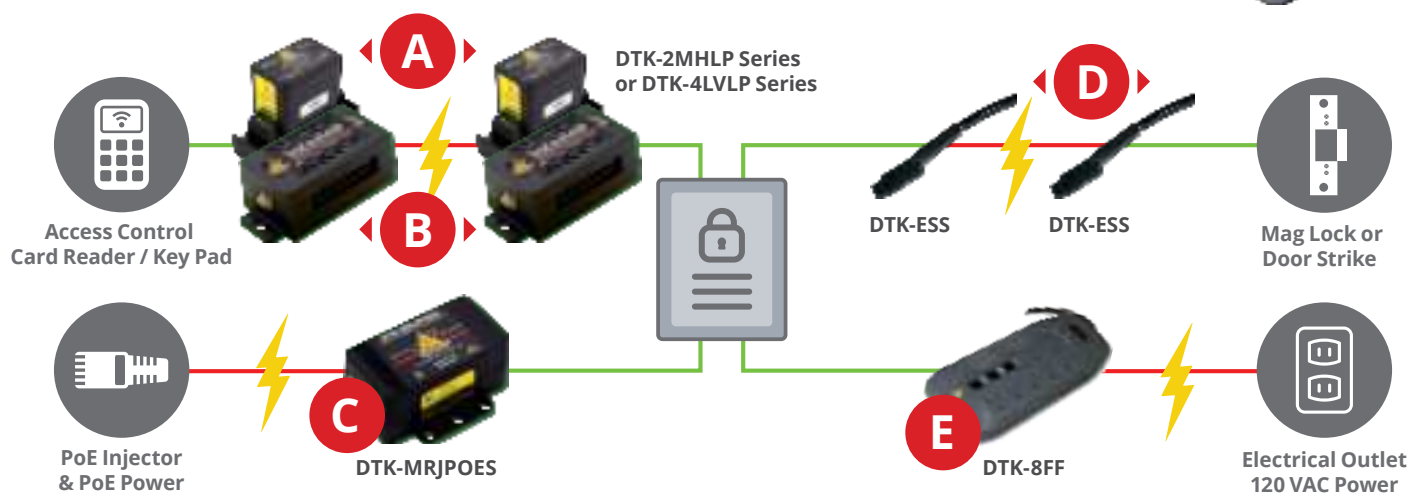 A
DTK-2MHLP Series
or DTK-4LVLP Series
D
B
Access Control
Card Reader / Key Pad
DTK-ESS
DTK-ESS
Mag Lock or
Door Strike
C
E
PoE Injector
& PoE Power
DTK-MRJPOES
DTK-8FF
Electrical Outlet
120 VAC Power